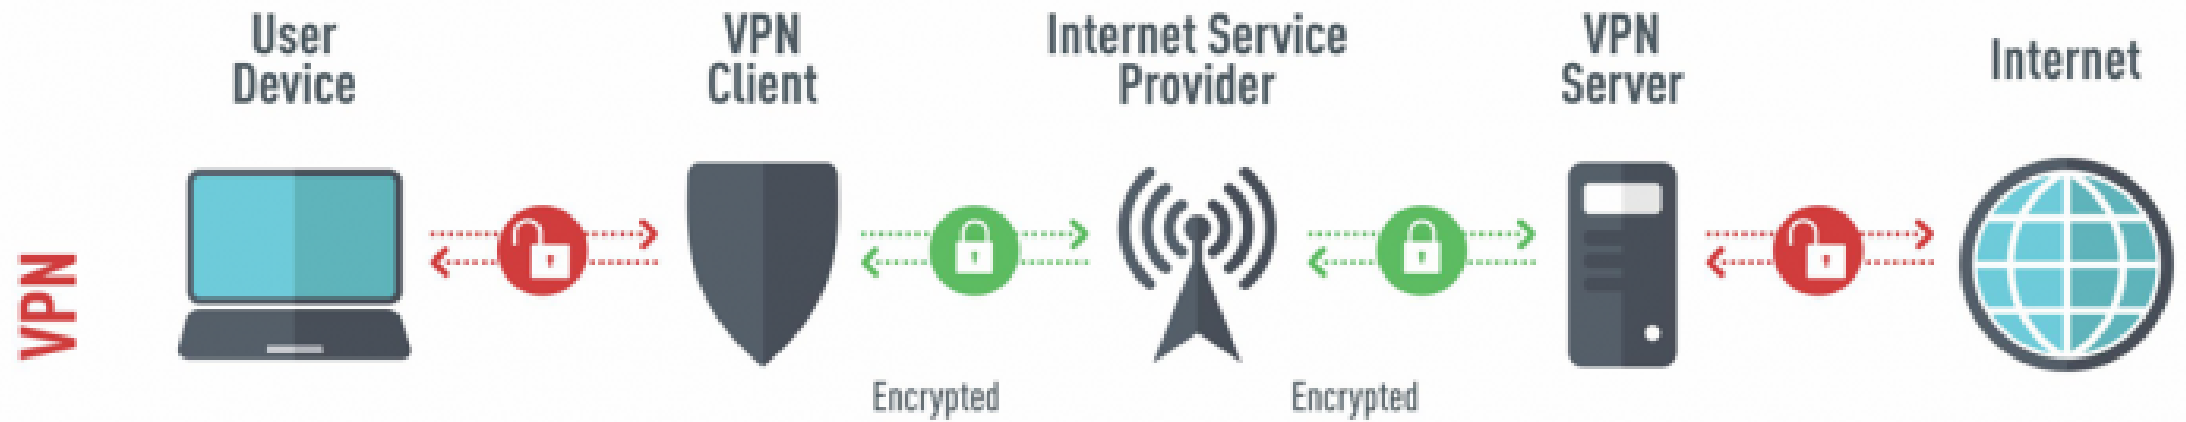 User
Device
VPN
Client
Internet Service
Provider
VPN
Server
Internet
VPN
Encrypted
Encrypted